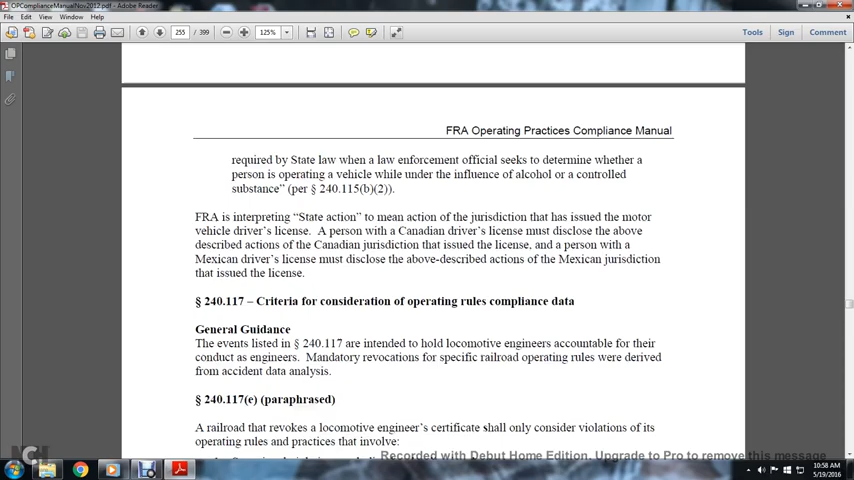 OPComplianceManualNov2012.pdf - Adobe Reader
File Edit View Window Help
255 / 399 125% Tools Sign Comment
FRA Operating Practices Compliance Manual
required by State law when a law enforcement official seeks to determine whether a
person is operating a vehicle while under the influence of alcohol or a controlled
substance” (per § 240.115(b)(2)).
FRA is interpreting “State action” to mean action of the jurisdiction that has issued the motor
vehicle driver’s license. A person with a Canadian driver’s license must disclose the above
described actions of the Canadian jurisdiction that issued the license, and a person with a
Mexican driver’s license must disclose the above-described actions of the Mexican jurisdiction
that issued the license.
§ 240.117 – Criteria for consideration of operating rules compliance data
General Guidance
The events listed in § 240.117 are intended to hold locomotive engineers accountable for their
conduct as engineers. Mandatory revocations for specific railroad operating rules were derived
from accident data analysis.
§ 240.117(e) (paraphrased)
A railroad that revokes a locomotive engineer’s certificate shall only consider violations of its
operating rules and practices that involve:
Recorded with Debut Home Edition. Upgrade to Pro to remove this message
NCH
10:58 AM
5/19/2016